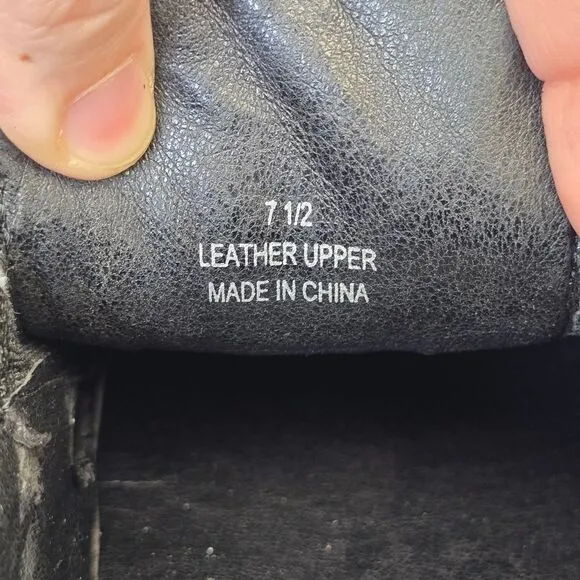 7 1/2
LEATHER UPPER
MADE IN CHINA